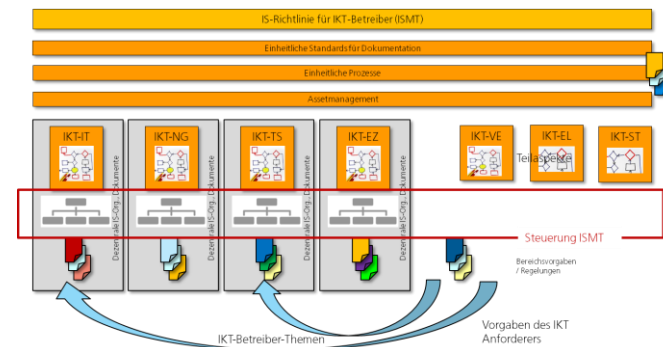 IS-Richtlinie für IKT-Betreiber (ISMT)
Einheitliche Standards für Dokumentation
Einheitliche Prozesse
Assetmanagement
IKT-IT
IKT-NG
IKT-TS
IKT-EZ
IKT-VE
IKT-EL
IKT-ST
Teilaspekte
Dezentrale IS-Org., Dokumente
Dezentrale IS-Org., Dokumente
Dezentrale IS-Org., Dokumente
Dezentrale IS-Org., Dokumente
Steuerung ISMT
Bereichsvorgaben
/ Regelungen
IKT-Betreiber-Themen
Vorgaben des IKT
Anforderers